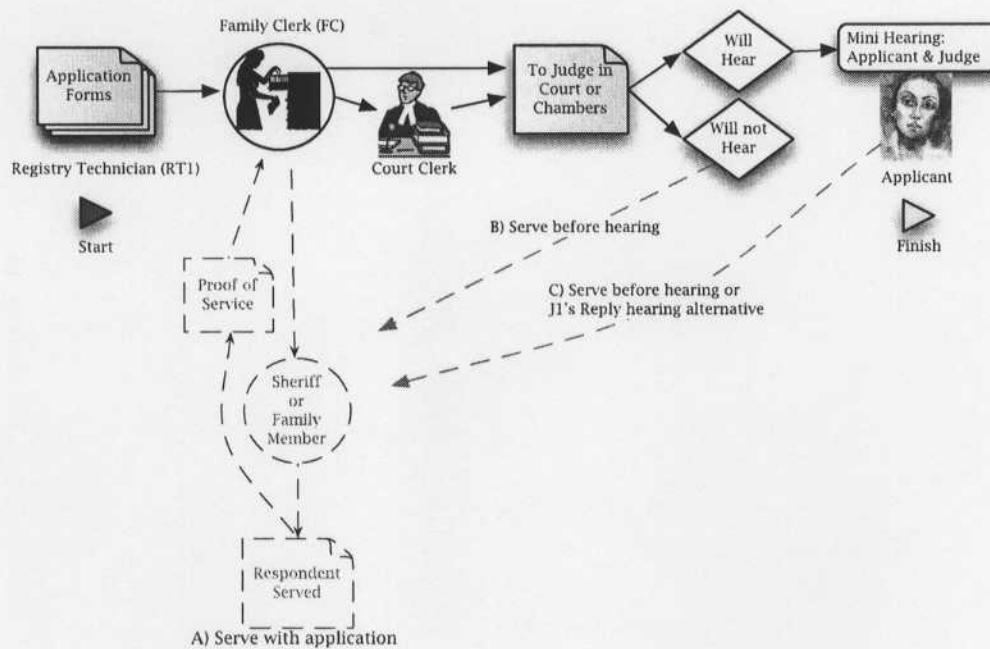 Family Clerk (FC)
Application
Forms
Registry Technician (RT1)
Start
Court Clerk
To Judge in
Court or
Chambers
Will
Hear
Will not
Hear
Mini Hearing:
Applicant & Judge
Applicant
Finish
B) Serve before hearing
C) Serve before hearing or
J1's Reply hearing alternative
Proof of
Service
Sheriff
or
Family
Member
Respondent
Served
A) Serve with application